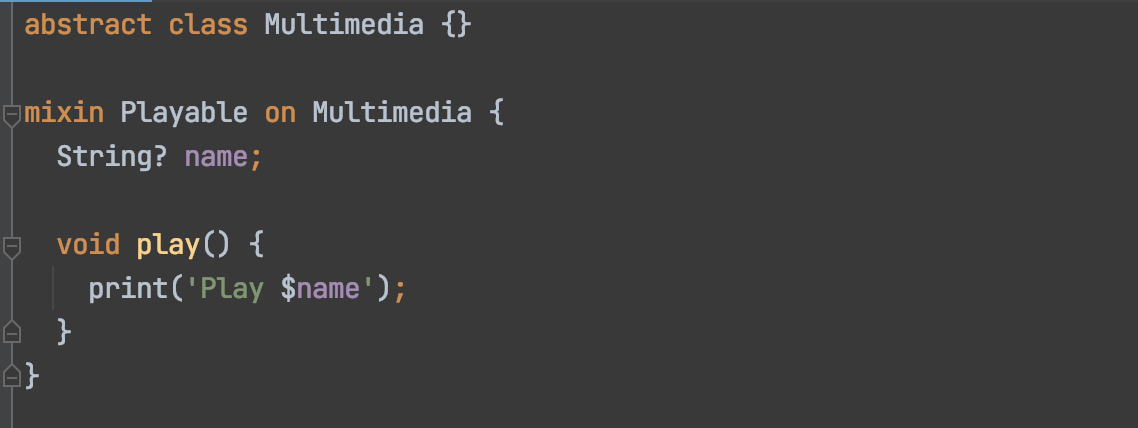 abstract class Multimedia {}
mixin Playable on Multimedia {
  String? name;
  void play() {
    print('Play $name');
  }
}